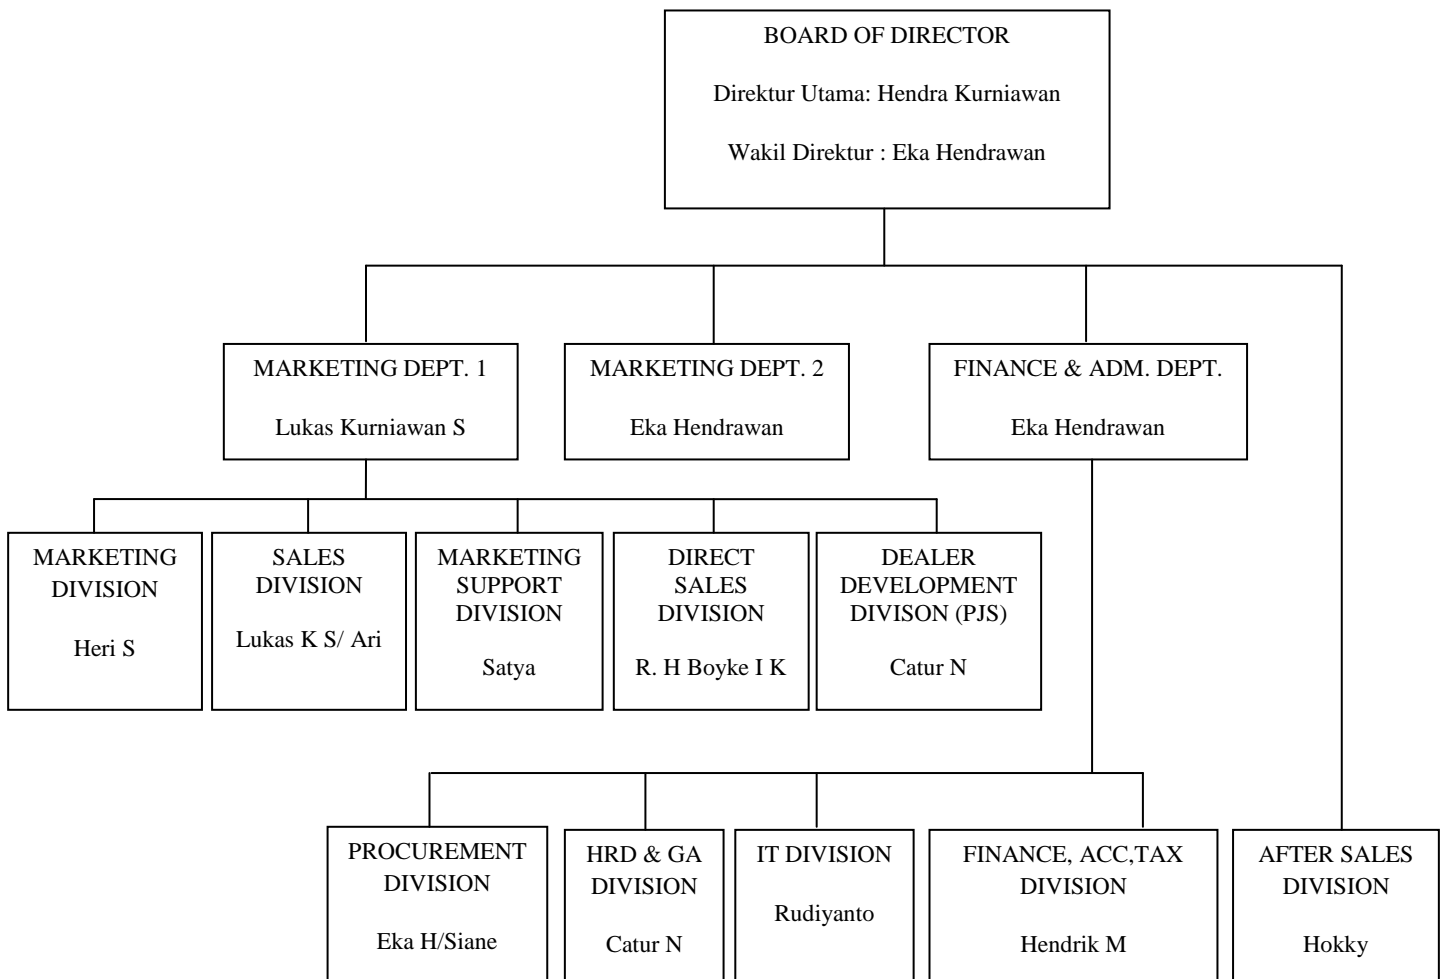 BOARD OF DIRECTOR
Direktur Utama: Hendra Kurniawan
Wakil Direktur : Eka Hendrawan
MARKETING DEPT. 1
Lukas Kurniawan S
MARKETING DEPT. 2
Eka Hendrawan
FINANCE & ADM. DEPT.
Eka Hendrawan
MARKETING
DIVISION
Heri S
SALES
DIVISION
Lukas K S/ Ari
MARKETING
SUPPORT
DIVISION
Satya
DIRECT
SALES
DIVISION
R. H Boyke I K
DEALER
DEVELOPMENT
DIVISON (PJS)
Catur N
PROCUREMENT
DIVISION
Eka H/Siane
HRD & GA
DIVISION
Catur N
IT DIVISION
Rudiyanto
FINANCE, ACC,TAX
DIVISION
Hendrik M
AFTER SALES
DIVISION
Hokky